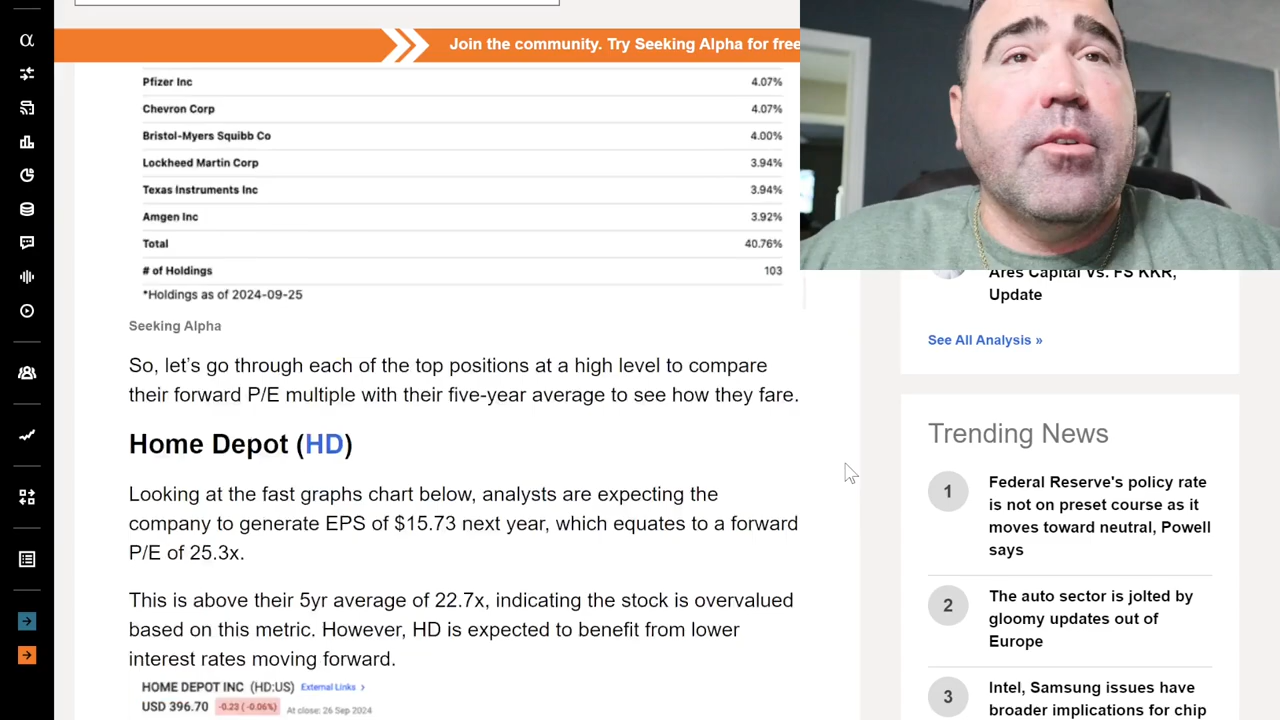 Join the community. Try Seeking Alpha for free
Pfizer Inc 4.07%
Chevron Corp 4.07%
Bristol-Myers Squibb Co 4.00%
Lockheed Martin Corp 3.94%
Texas Instruments Inc 3.94%
Amgen Inc 3.92%
Total 40.76%
# of Holdings 103
*Holdings as of 2024-09-25
Seeking Alpha
So, let's go through each of the top positions at a high level to compare
their forward P/E multiple with their five-year average to see how they fare.
Home Depot (HD)
Looking at the fast graphs chart below, analysts are expecting the
company to generate EPS of $15.73 next year, which equates to a forward
P/E of 25.3x.
This is above their 5yr average of 22.7x, indicating the stock is overvalued
based on this metric. However, HD is expected to benefit from lower
interest rates moving forward.
HOME DEPOT INC (HD:US) External Links >
USD 396.70 -0.23 (-0.06%) At close: 26 Sep 2024
Ares Capital Vs. FS KKR,
Update
See All Analysis »
Trending News
1 Federal Reserve's policy rate
is not on preset course as it
moves toward neutral, Powell
says
2 The auto sector is jolted by
gloomy updates out of
Europe
3 Intel, Samsung issues have
broader implications for chip